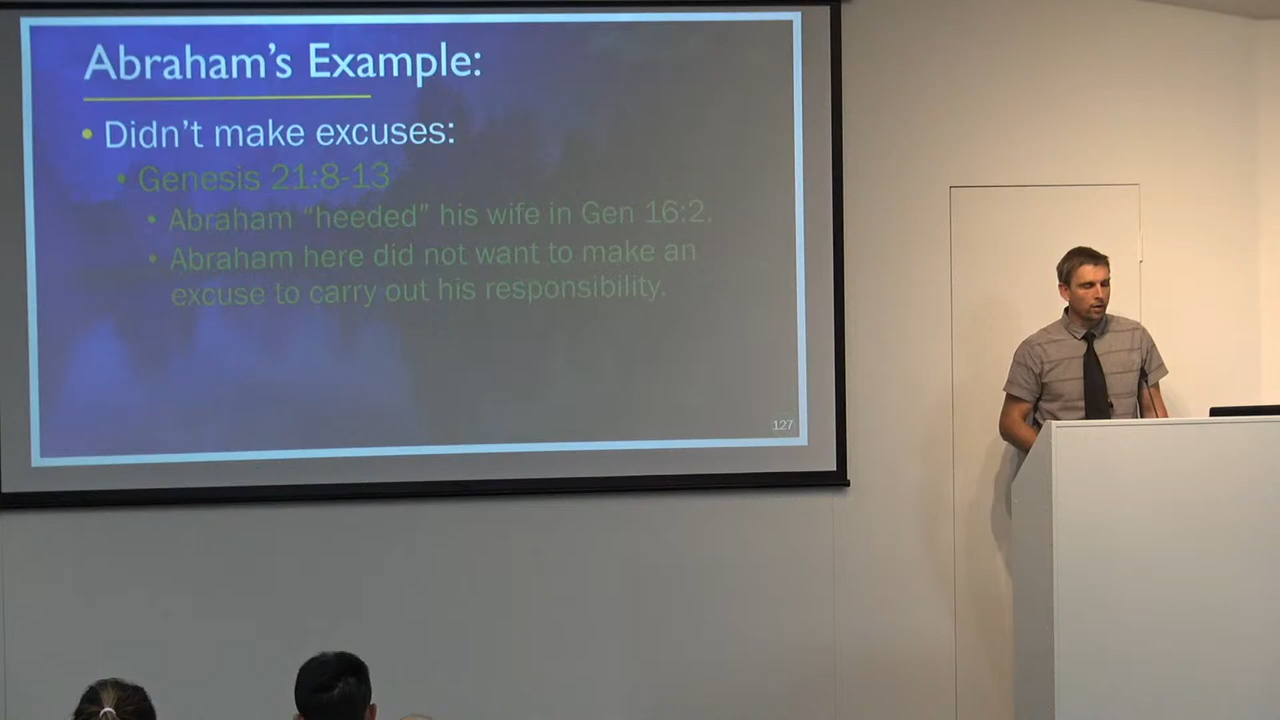 Abraham's Example:
• Didn't make excuses:
• Genesis 21:8-13
• Abraham “heeded” his wife in Gen 16:2.
• Abraham here did not want to make an
excuse to carry out his responsibility.
127